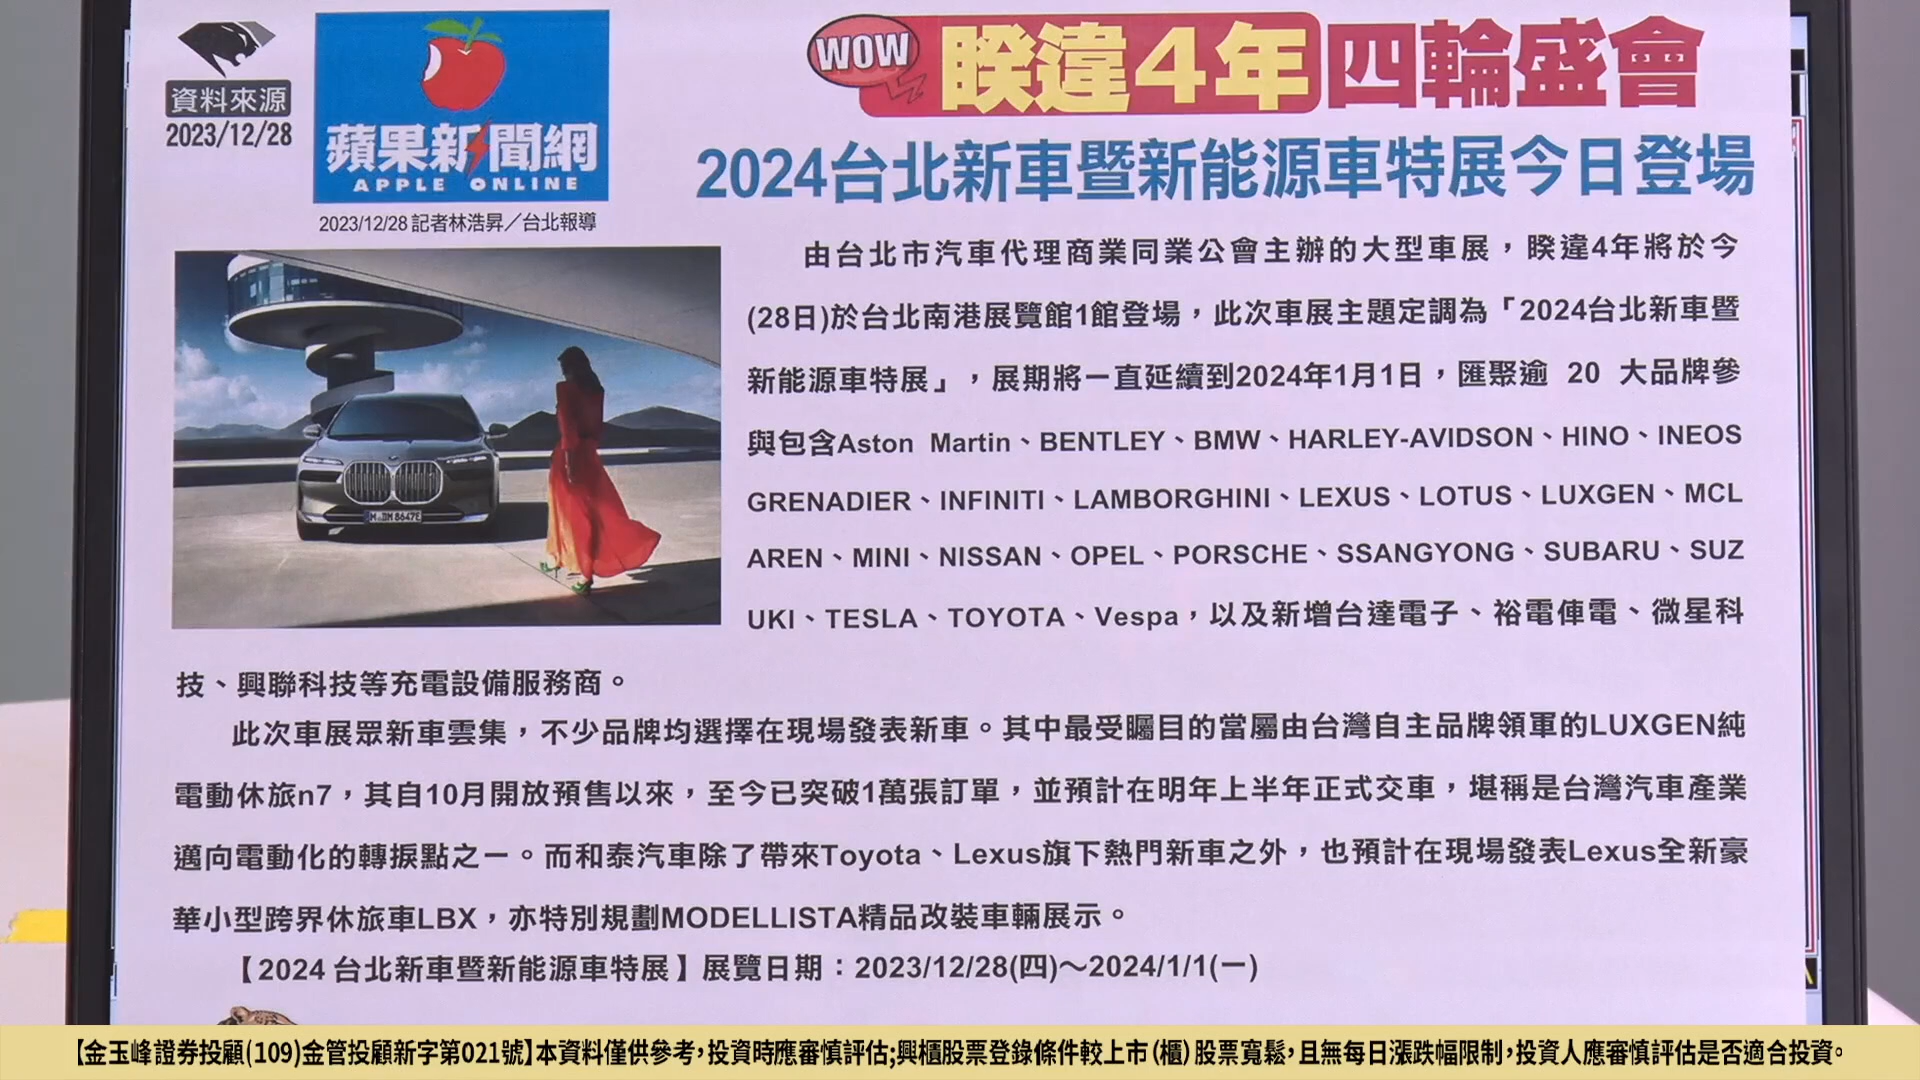 資料來源
2023/12/28
蘋果新聞網
APPLE ONLINE
2023/12/28 記者林浩昇／台北報導
WOW
睽違4年四輪盛會
2024台北新車暨新能源車特展今日登場
由台北市汽車代理商業同業公會主辦的大型車展，睽違4年將於今
(28日)於台北南港展覽館1館登場，此次車展主題定調為「2024台北新車暨
新能源車特展」，展期將一直延續到2024年1月1日，匯聚逾 20 大品牌參
與包含Aston Martin、BENTLEY、BMW、HARLEY-AVIDSON、HINO、INEOS
GRENADIER、INFINITI、LAMBORGHINI、LEXUS、LOTUS、LUXGEN、MCL
AREN、MINI、NISSAN、OPEL、PORSCHE、SSANGYONG、SUBARU、SUZ
UKI、TESLA、TOYOTA、Vespa，以及新增台達電子、裕電俥電、微星科
技、興聯科技等充電設備服務商。
此次車展眾新車雲集，不少品牌均選擇在現場發表新車。其中最受矚目的當屬由台灣自主品牌領軍的LUXGEN純
電動休旅n7，其自10月開放預售以來，至今已突破1萬張訂單，並預計在明年上半年正式交車，堪稱是台灣汽車產業
邁向電動化的轉捩點之一。而和泰汽車除了帶來Toyota、Lexus旗下熱門新車之外，也預計在現場發表Lexus全新豪
華小型跨界休旅車LBX，亦特別規劃MODELLISTA精品改裝車輛展示。
【2024 台北新車暨新能源車特展】展覽日期：2023/12/28(四)～2024/1/1(一)
M DM 8647E
【金玉峰證券投顧(109)金管投顧新字第021號】本資料僅供參考，投資時應審慎評估;興櫃股票登錄條件較上市（櫃）股票寬鬆，且無每日漲跌幅限制，投資人應審慎評估是否適合投資。